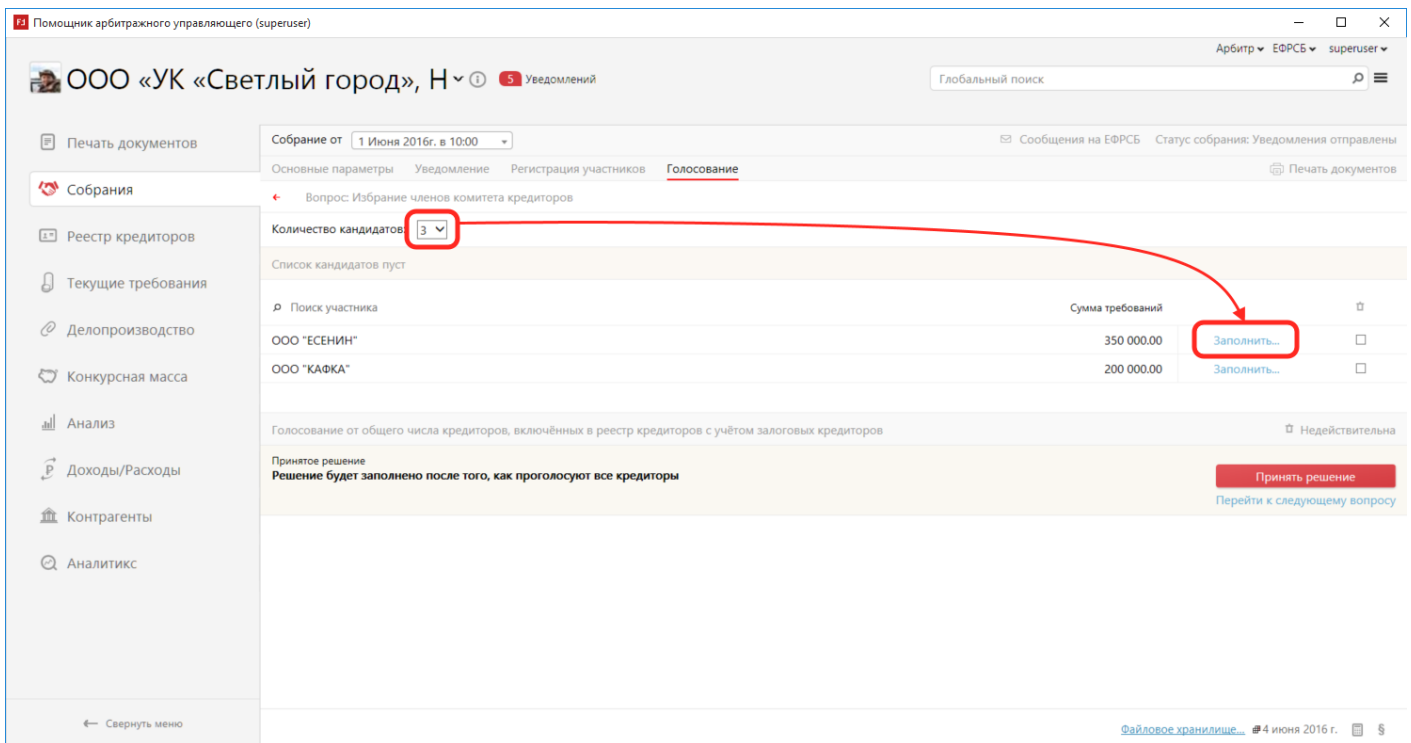 Помощник арбитражного управляющего (superuser)
Арбитр ЕФРСБ superuser
ООО «УК «Светлый город», Н 5 Уведомлений
Глобальный поиск
Печать документов
Собрания
Реестр кредиторов
Текущие требования
Делопроизводство
Конкурсная масса
Анализ
Доходы/Расходы
Контрагенты
Аналитикс
Свернуть меню
Собрание от 1 Июня 2016г. в 10:00
Сообщения на ЕФРСБ Статус собрания: Уведомления отправлены
Основные параметры Уведомление Регистрация участников Голосование
Печать документов
Вопрос: Избрание членов комитета кредиторов
Количество кандидатов: 3
Список кандидатов пуст
Поиск участника Сумма требований
ООО "ЕСЕНИН" 350 000.00 Заполнить...
ООО "КАФКА" 200 000.00 Заполнить...
Голосование от общего числа кредиторов, включённых в реестр кредиторов с учётом залоговых кредиторов
Недействительна
Принятое решение
Решение будет заполнено после того, как проголосуют все кредиторы
Принять решение
Перейти к следующему вопросу
Файловое хранилище... # 4 июня 2016 г. §